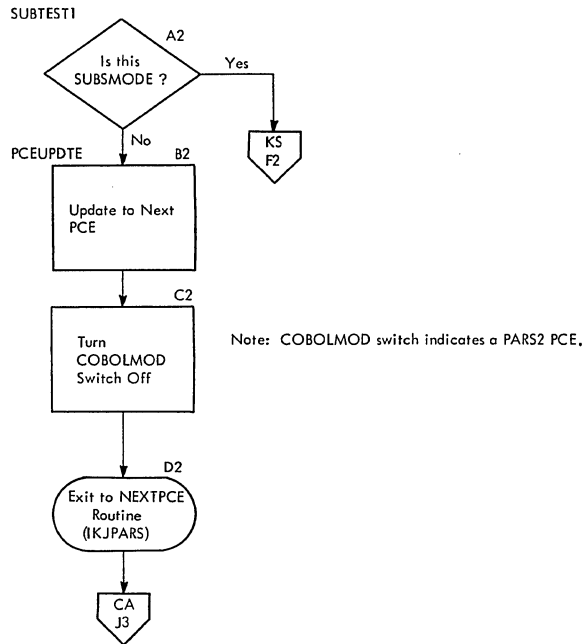 SUBTEST1
A2
Is this
SUBSMODE ?
Yes
KS
F2
No
PCEUPDTE
B2
Update to Next
PCE
C2
Turn
COBOLMOD
Switch Off
Note: COBOLMOD switch indicates a PARS2 PCE.
D2
Exit to NEXTPCE
Routine
(IKJPARS)
CA
J3